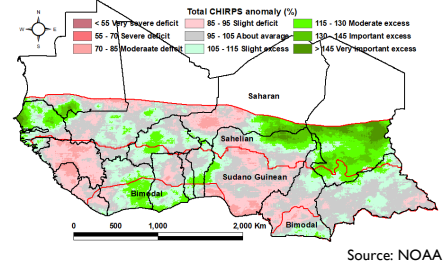 Total CHIRPS anomaly (%)
< 55 Very severe deficit 85 - 95 Slight deficit 115 - 130 Moderate excess
55 - 70 Severe deficit 95 - 105 About avarage 130 - 145 Important excess
70 - 85 Moderaate deficit 105 - 115 Slight excess > 145 Very important excess
N
W E
S
Saharan
Sahelian
Sudano Guinean
Bimodal
Bimodal
0 500 1,000 2,000 Km
Source: NOAA